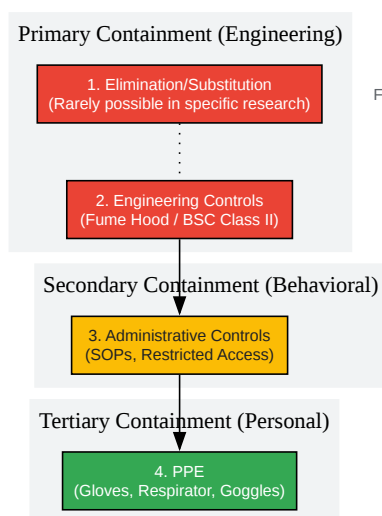 Primary Containment (Engineering)
1. Elimination/Substitution
(Rarely possible in specific research)
F
2. Engineering Controls
(Fume Hood / BSC Class II)
Secondary Containment (Behavioral)
3. Administrative Controls
(SOPs, Restricted Access)
Tertiary Containment (Personal)
4. PPE
(Gloves, Respirator, Goggles)